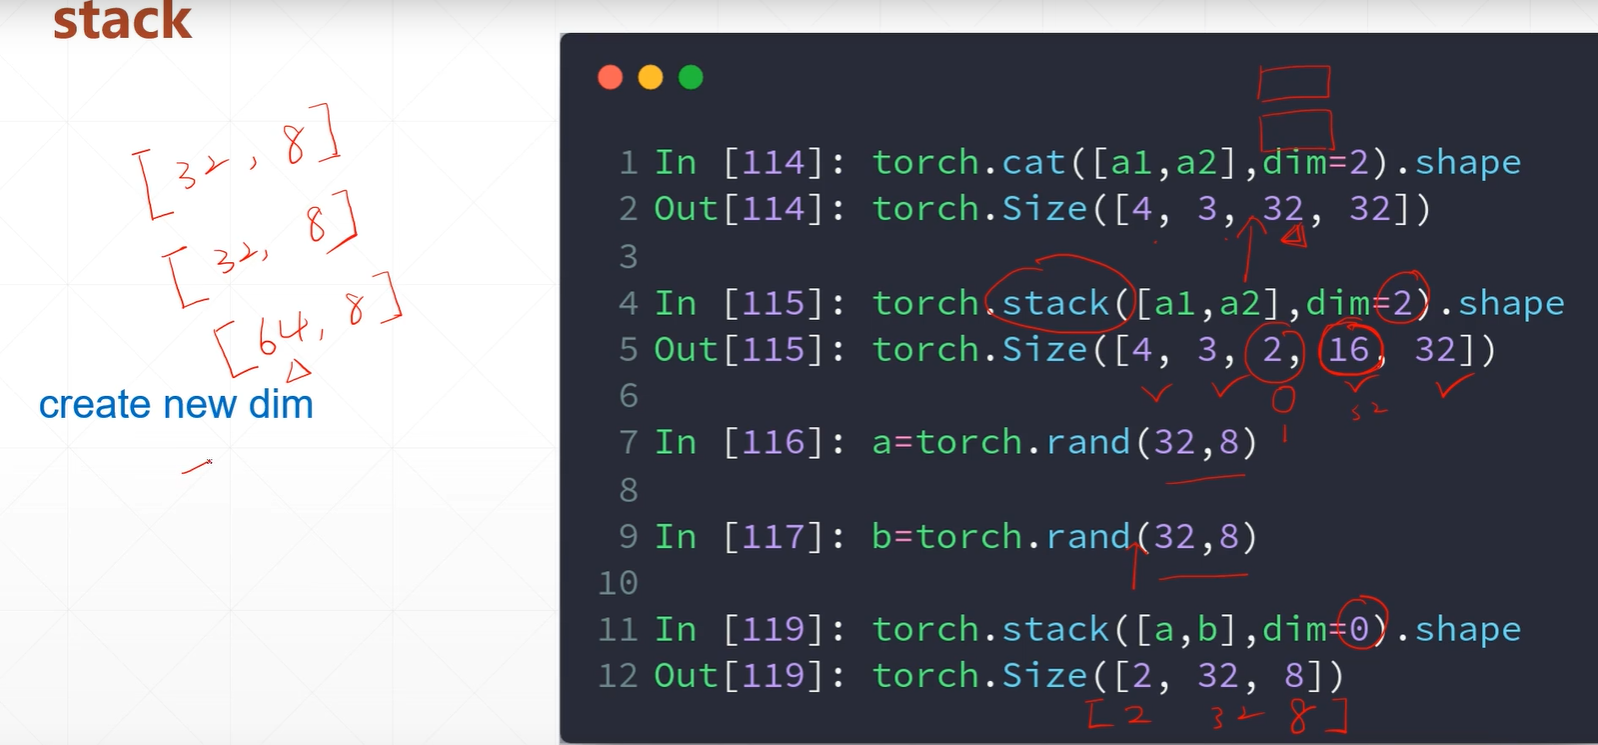 stack
[32, 8]
[32, 8]
[64, 8]
create new dim
1 In [114]: torch.cat([a1,a2],dim=2).shape
2 Out[114]: torch.Size([4, 3, 32, 32])
3
4 In [115]: torch.stack([a1,a2],dim=2).shape
5 Out[115]: torch.Size([4, 3, 2, 16, 32])
0 32
1
6
7 In [116]: a=torch.rand(32,8)
8
9 In [117]: b=torch.rand(32,8)
10
11 In [119]: torch.stack([a,b],dim=0).shape
12 Out[119]: torch.Size([2, 32, 8])
[2 32 8]